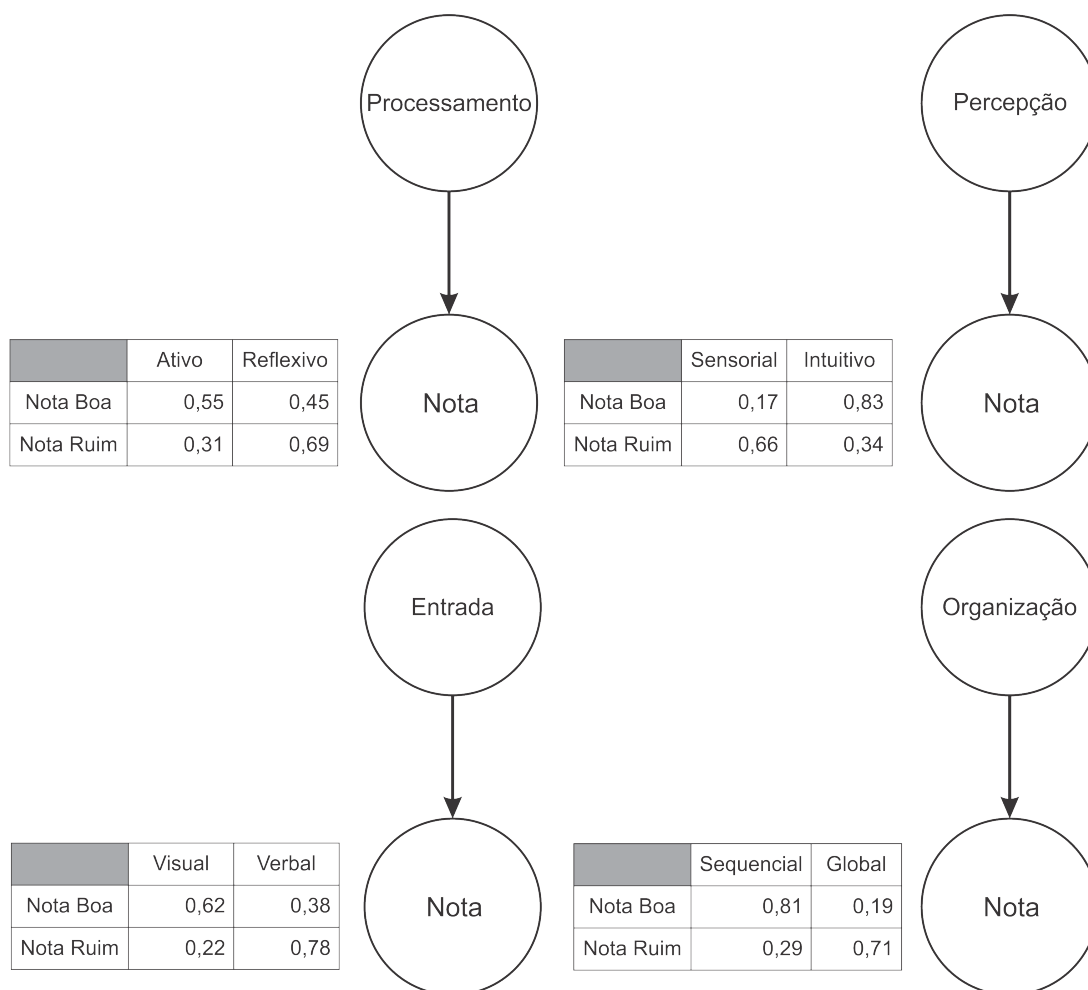 Processamento
Percepção
Ativo Reflexivo
Nota Boa 0,55 0,45
Nota Ruim 0,31 0,69
Nota
Sensorial Intuitivo
Nota Boa 0,17 0,83
Nota Ruim 0,66 0,34
Nota
Entrada
Organização
Visual Verbal
Nota Boa 0,62 0,38
Nota Ruim 0,22 0,78
Nota
Sequencial Global
Nota Boa 0,81 0,19
Nota Ruim 0,29 0,71
Nota